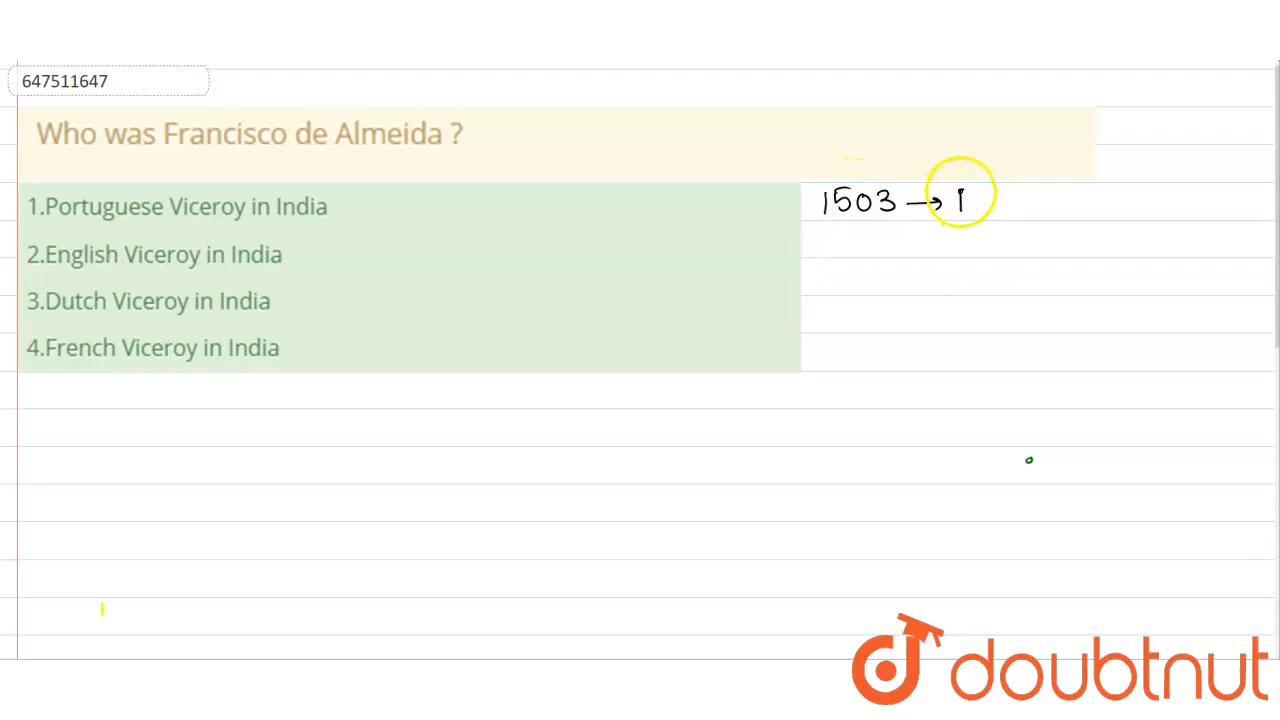 647511647
Who was Francisco de Almeida ?
1.Portuguese Viceroy in India
1503 → 1
2.English Viceroy in India
3.Dutch Viceroy in India
4.French Viceroy in India
doubtnut